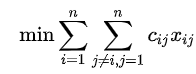 min ∑_{i=1}^{n} ∑_{j≠i,j=1}^{n} c_{ij} x_{ij}